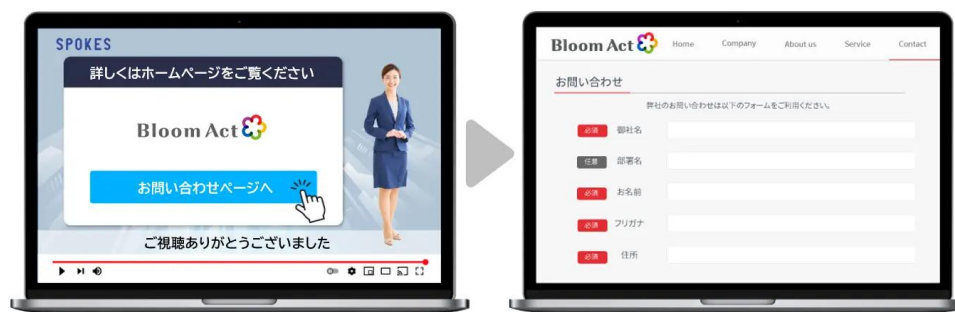 SPOKES
詳しくはホームページをご覧ください
Bloom Act
お問い合わせページへ
ご視聴ありがとうございました
Bloom Act Home Company About us Service Contact
お問い合わせ
弊社のお問い合わせは以下のフォームをご利用ください。
必須 御社名
任意 部署名
必須 お名前
必須 フリガナ
必須 住所